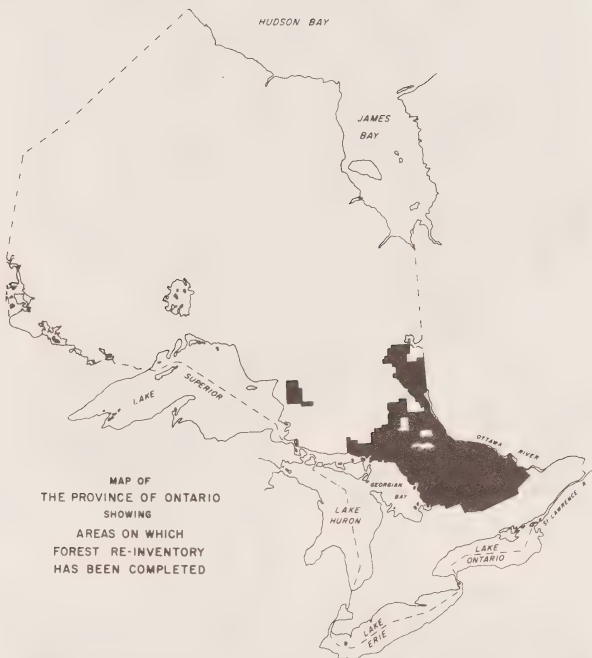 HUDSON BAY
JAMES
BAY
LAKE SUPERIOR
OTTAWA RIVER
GEORGIAN
BAY
ST. LAWRENCE R
LAKE
HURON
LAKE
ONTARIO
LAKE
ERIE
MAP OF
THE PROVINCE OF ONTARIO
SHOWING
AREAS ON WHICH
FOREST RE-INVENTORY
HAS BEEN COMPLETED